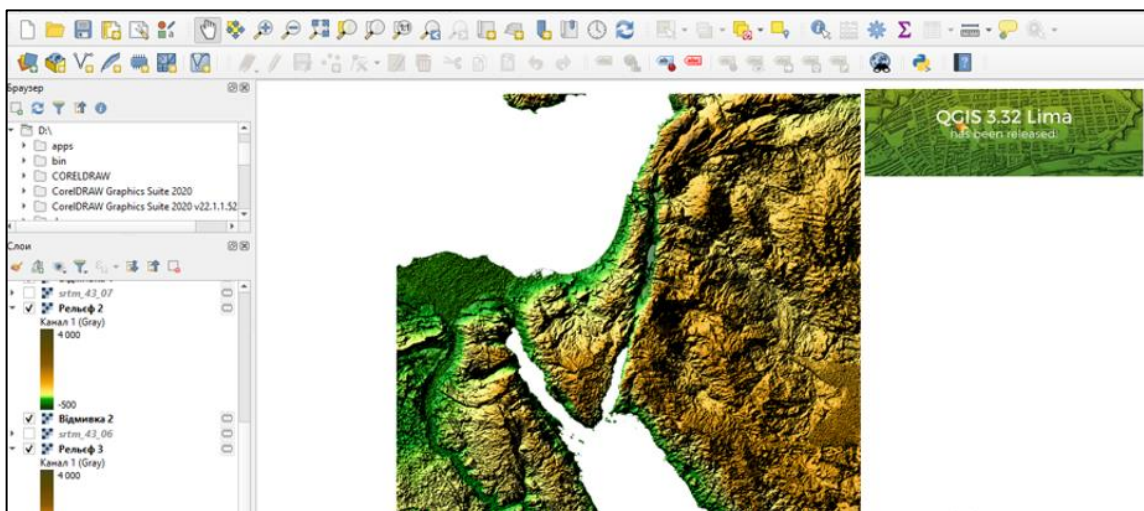 QGIS 3.32 Lima
has been released!
Браузер
D:\
apps
bin
CORELDRAW
CorelDRAW Graphics Suite 2020
CorelDRAW Graphics Suite 2020 v22.1.1.52
Слои
srtm_43_07
Рельєф 2
Канал 1 (Gray)
4 000
-500
Відмивка 2
srtm_43_06
Рельєф 3
Канал 1 (Gray)
4 000